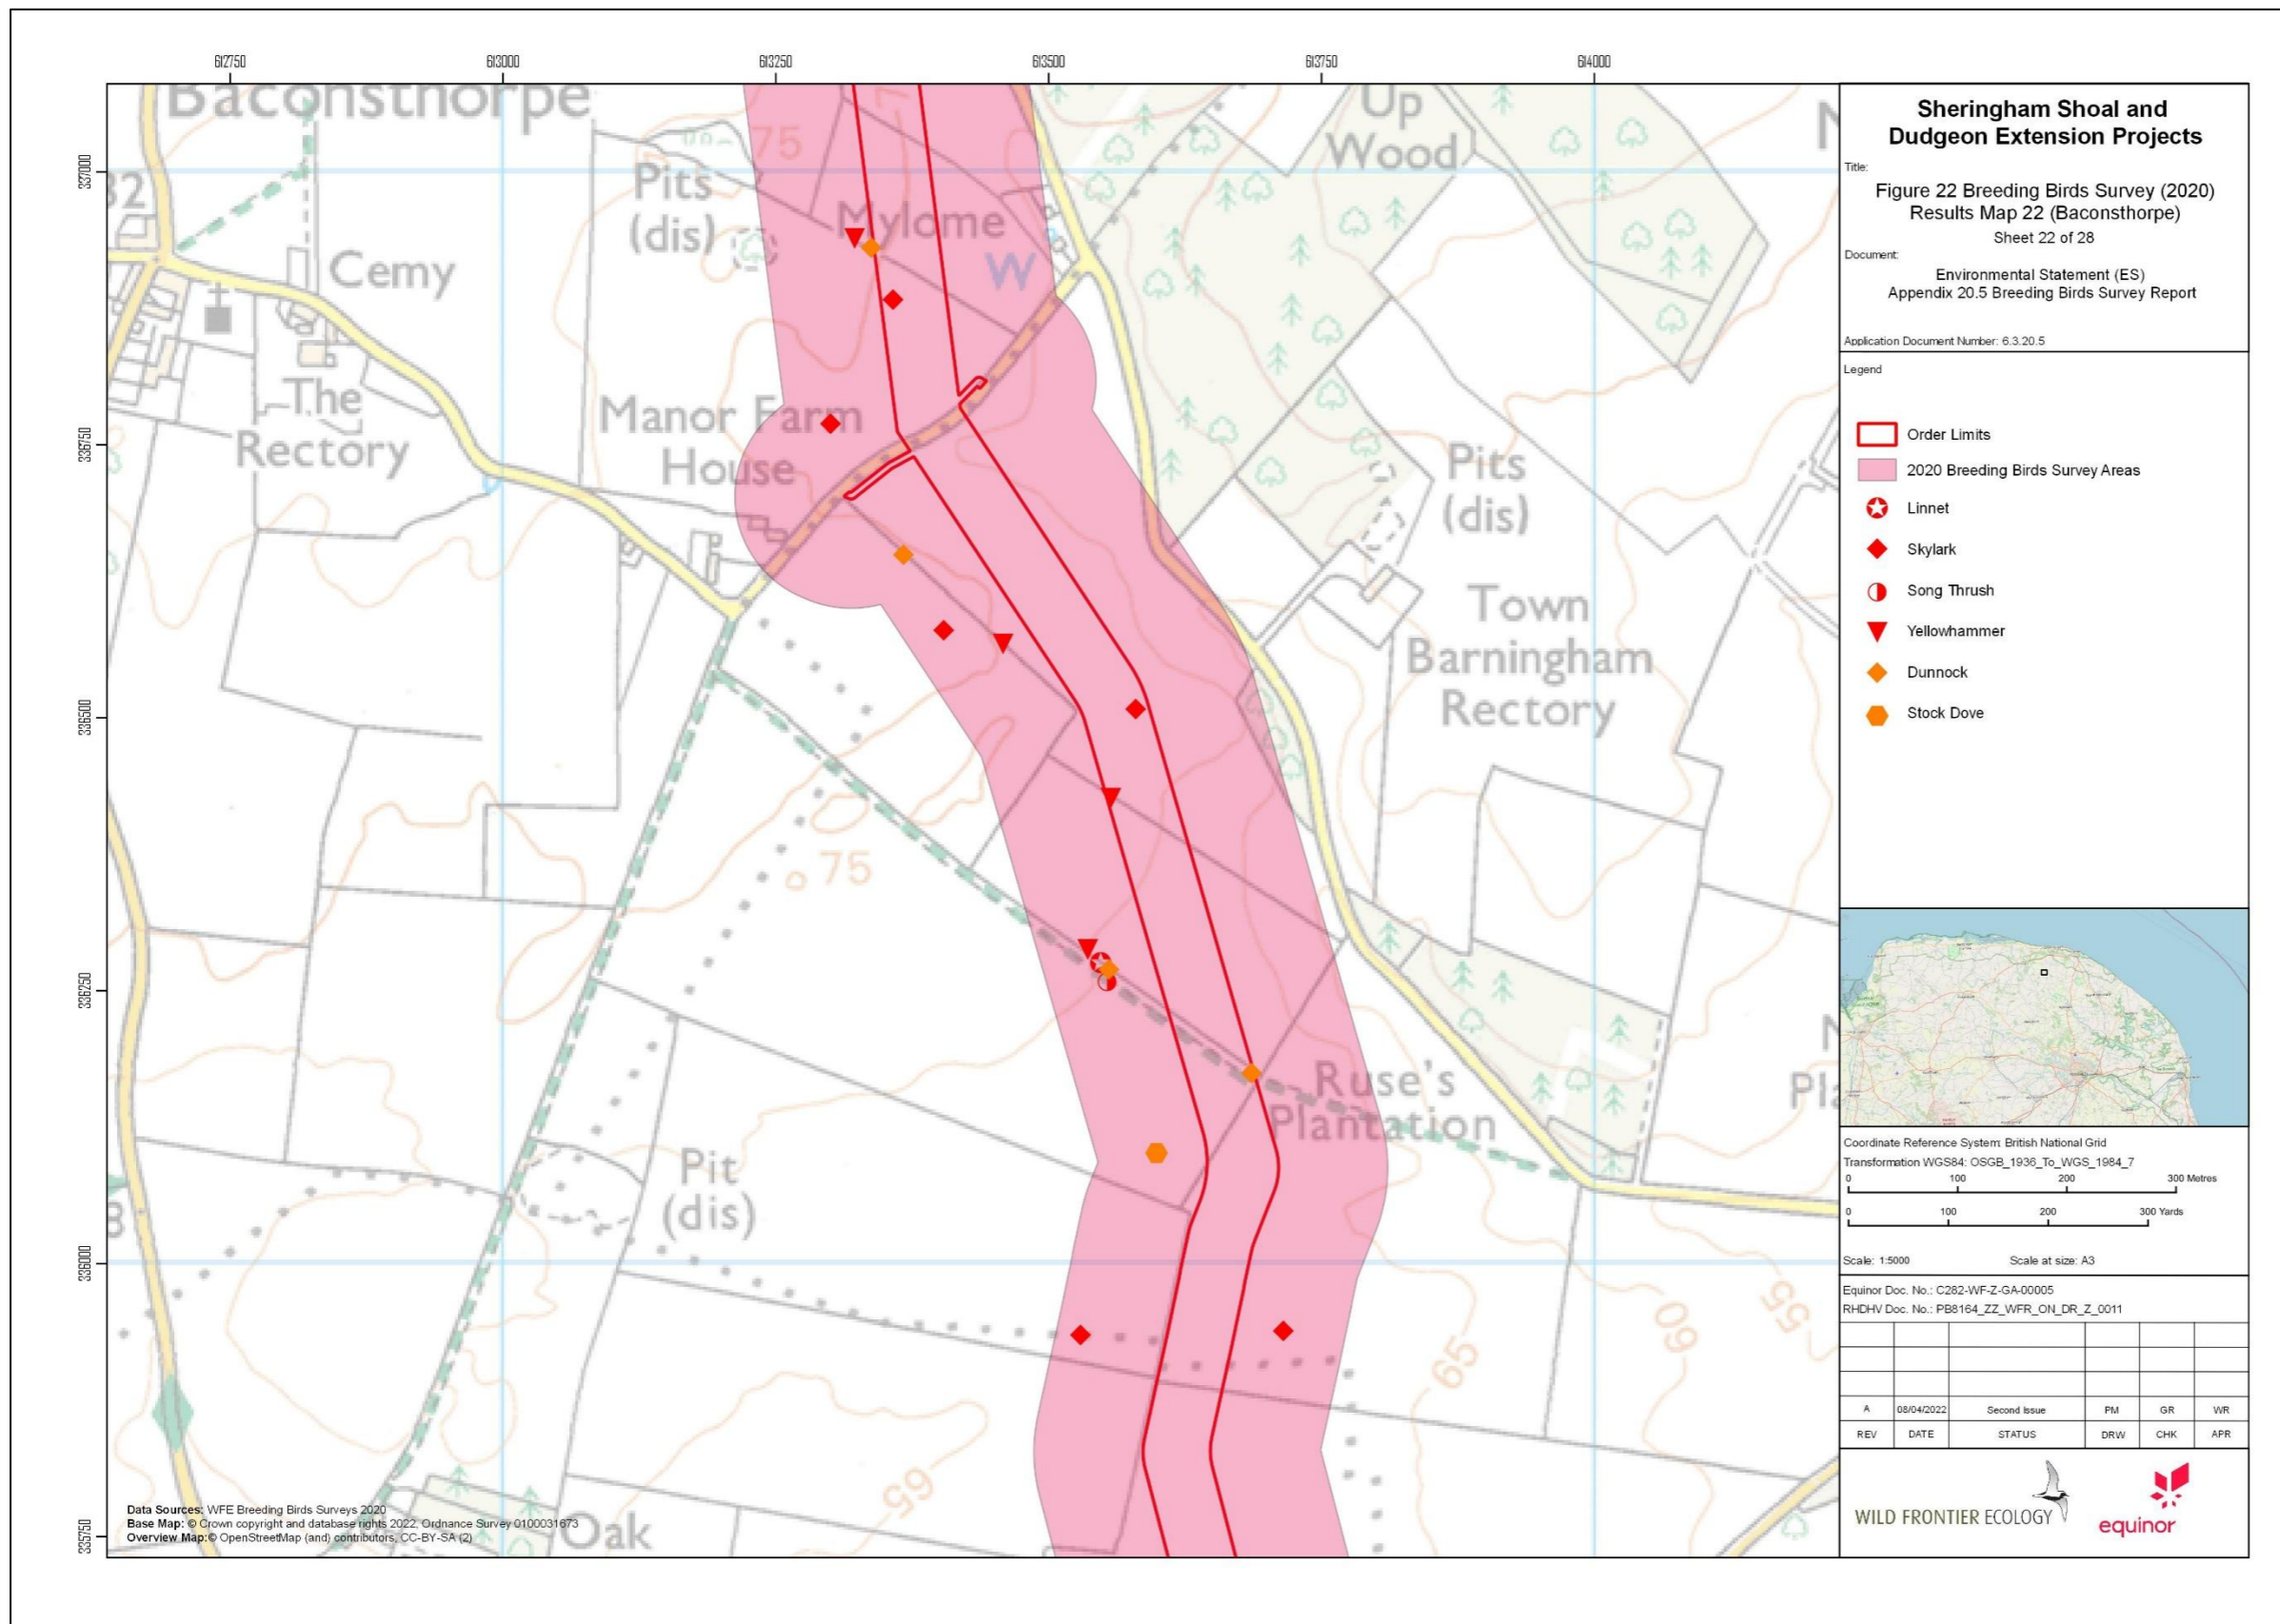 612750
613000
613250
613500
613750
614000
337000
336750
336500
336250
336000
335750
Baconsthorpe
32
Cemy
The
Rectory
Pits
(dis)
75
Mylome
W
Manor Farm
House
Up
Wood
N
Pits
(dis)
Town
Barningham
Rectory
75
Ruse's
Plantation
Pit
(dis)
N
Pla
B
65
60
55
65
Oak
Data Sources: WFE Breeding Birds Surveys 2020
Base Map: © Crown copyright and database rights 2022, Ordnance Survey 0100031673
Overview Map:© OpenStreetMap (and) contributors, CC-BY-SA (2)
Sheringham Shoal and
Dudgeon Extension Projects
Title:
Figure 22 Breeding Birds Survey (2020)
Results Map 22 (Baconsthorpe)
Sheet 22 of 28
Document:
Environmental Statement (ES)
Appendix 20.5 Breeding Birds Survey Report
Application Document Number: 6.3.20.5
Legend
Order Limits
2020 Breeding Birds Survey Areas
Linnet
Skylark
Song Thrush
Yellowhammer
Dunnock
Stock Dove
Coordinate Reference System: British National Grid
Transformation WGS84: OSGB_1936_To_WGS_1984_7
0 100 200 300 Metres
0 100 200 300 Yards
Scale: 1:5000 Scale at size: A3
Equinor Doc. No.: C282-WF-Z-GA-00005
RHDHV Doc. No.: PB8164_ZZ_WFR_ON_DR_Z_0011
A 08/04/2022 Second Issue PM GR WR
REV DATE STATUS DRW CHK APR
WILD FRONTIER ECOLOGY
equinor